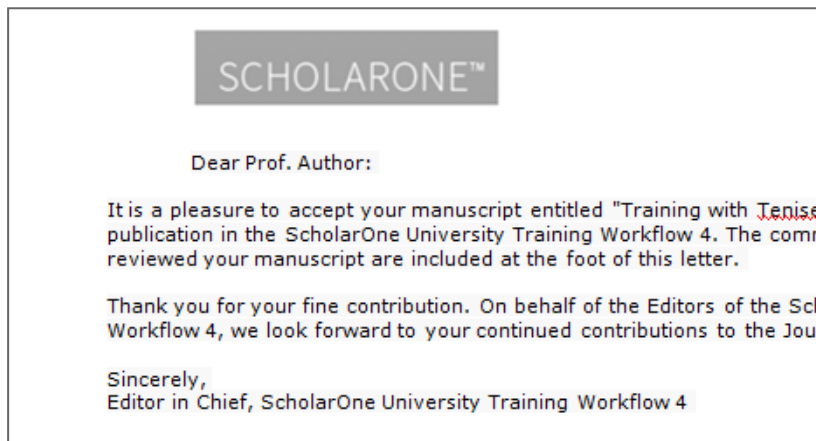 SCHOLARONE™
Dear Prof. Author:
It is a pleasure to accept your manuscript entitled "Training with Tenise
publication in the ScholarOne University Training Workflow 4. The
reviewed your manuscript are included at the foot of this letter.
Thank you for your fine contribution. On behalf of the Editors of the
Workflow 4, we look forward to your continued contributions to the
Sincerely,
Editor in Chief, ScholarOne University Training Workflow 4